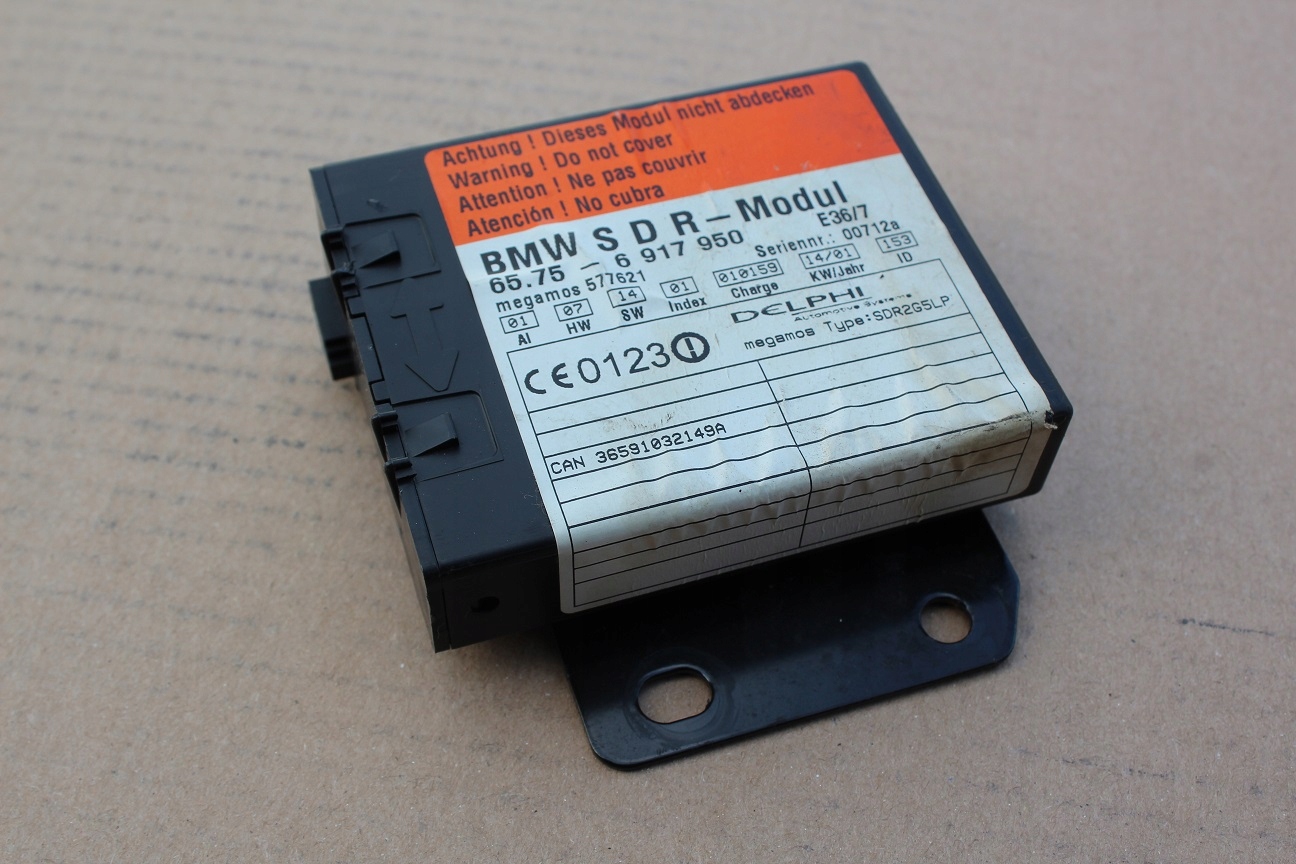 Achtung ! Dieses Modul nicht abdecken
Warning ! Do not cover
Attention ! Ne pas couvrir
Atención ! No cubra
BMW S D R – Modul
65.75 – 6 917 950 E36/7
megamos 577621 Seriennr.: 00712a
01 07 14 01 010159 14/01 153
AI HW SW Index Charge KW/Jahr ID
DELPHI
Automotive Systems
CE0123
megamos Type:SDR2G5LP
CAN 36591032149A